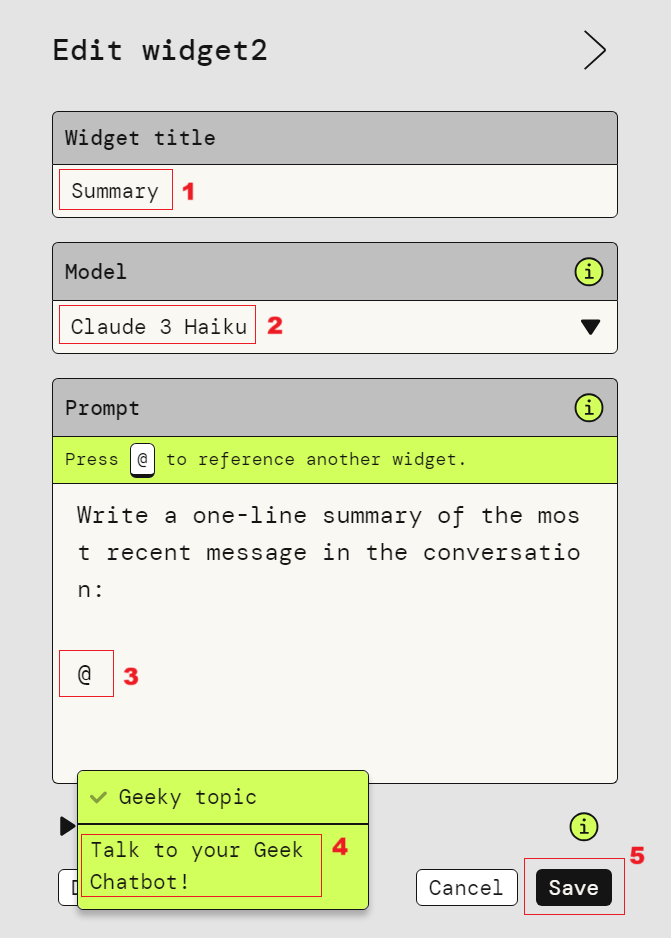 Edit widget2
Widget title
Summary 1
Model i
Claude 3 Haiku 2
Prompt i
Press @ to reference another widget.
Write a one-line summary of the mos
t recent message in the conversatio
n:
@ 3
Geeky topic
i
Talk to your Geek 4
Chatbot!
Cancel
Save 5